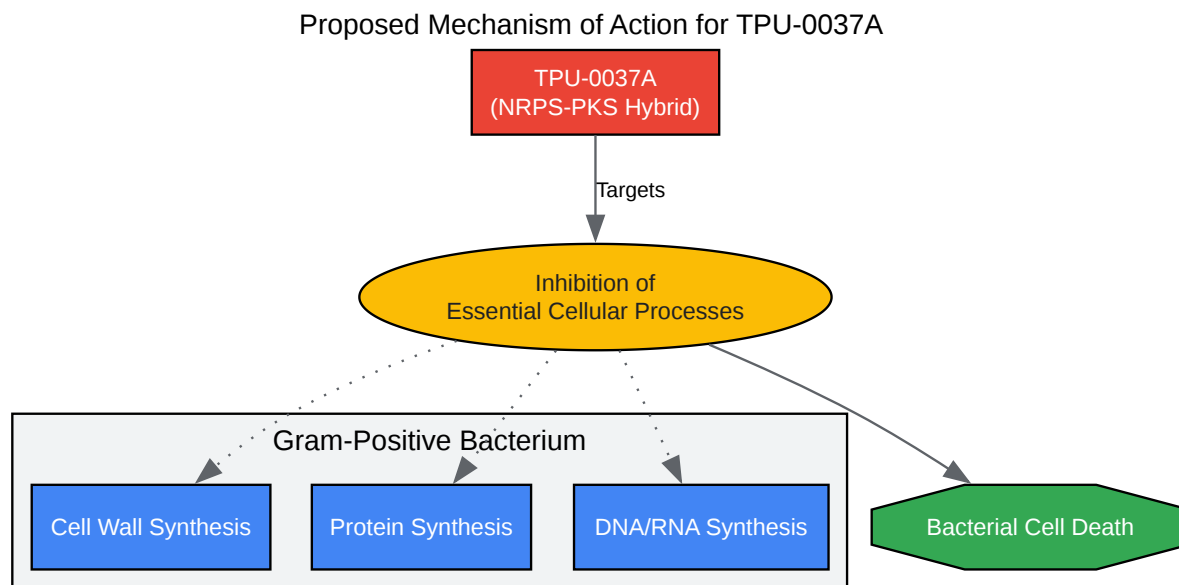 Proposed Mechanism of Action for TPU-0037A
TPU-0037A
(NRPS-PKS Hybrid)
Targets
Inhibition of
Essential Cellular Processes
Gram-Positive Bacterium
Cell Wall Synthesis
Protein Synthesis
DNA/RNA Synthesis
Bacterial Cell Death